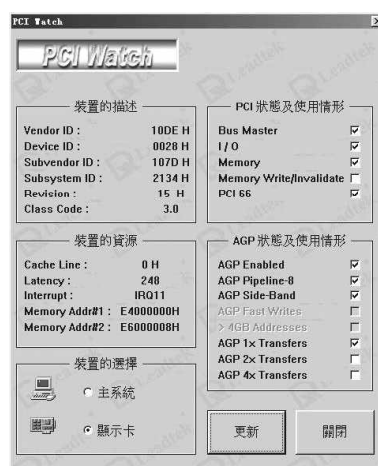 PCI Watch
PCI Watch
裝置的描述
Vendor ID : 10DE H
Device ID : 0028 H
Subvendor ID : 107D H
Subsystem ID : 2134 H
Revision : 15 H
Class Code : 3.0
裝置的資源
Cache Line : 0 H
Latency : 248
Interrupt : IRQ11
Memory Addr#1 : E4000000H
Memory Addr#2 : E6000008H
裝置的選擇
主系統
顯示卡
PCI 狀態及使用情形
Bus Master
I / O
Memory
Memory Write/Invalidate
PCI 66
AGP 狀態及使用情形
AGP Enabled
AGP Pipeline-8
AGP Side-Band
AGP Fast Writes
> 4GB Addresses
AGP 1x Transfers
AGP 2x Transfers
AGP 4x Transfers
更新
關閉
Leadtek